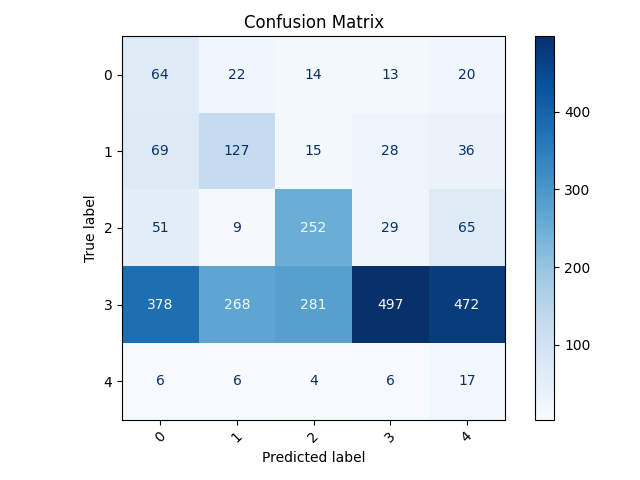 Confusion Matrix
True label
0 64 22 14 13 20
1 69 127 15 28 36
2 51 9 252 29 65
3 378 268 281 497 472
4 6 6 4 6 17
0 1 2 3 4
Predicted label
400
300
200
100